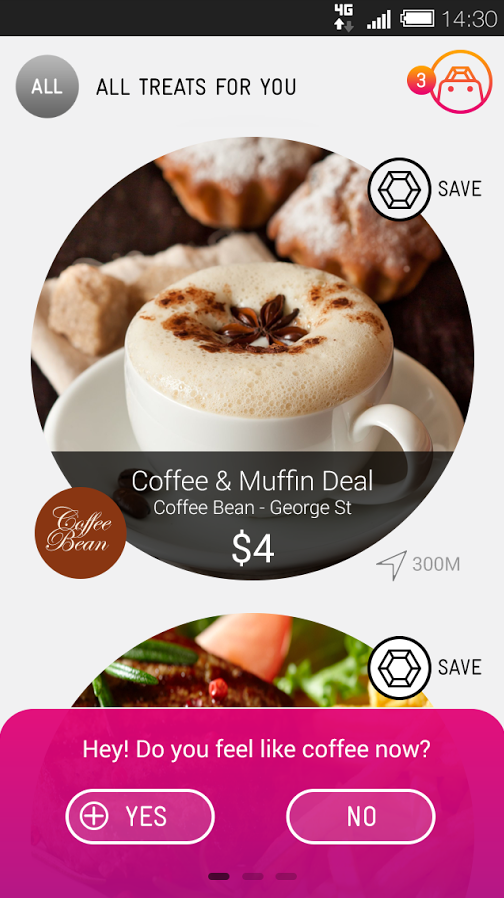 4G
14:30
ALL
ALL TREATS FOR YOU
3
SAVE
Coffee & Muffin Deal
Coffee Bean - George St
$4
Coffee
Bean
300M
SAVE
Hey! Do you feel like coffee now?
YES
NO